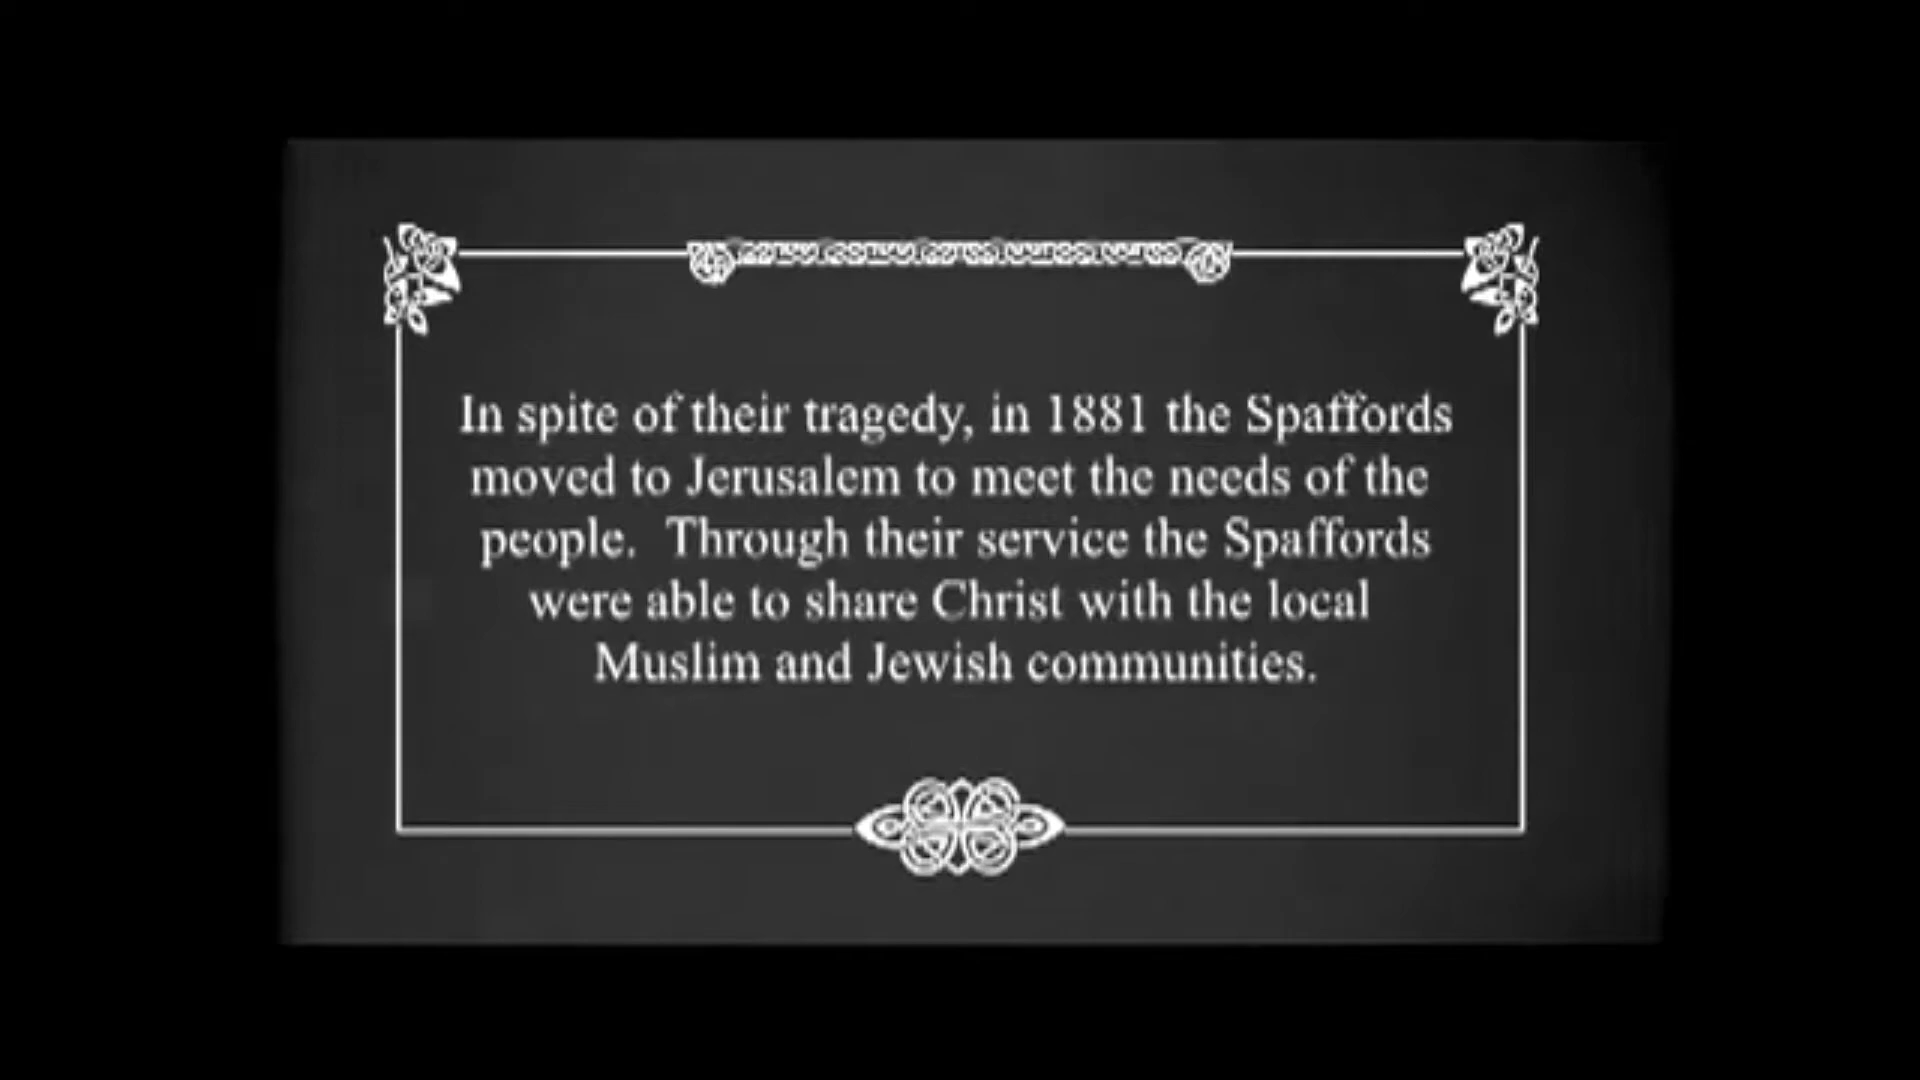 In spite of their tragedy, in 1881 the Spaffords
moved to Jerusalem to meet the needs of the
people.  Through their service the Spaffords
were able to share Christ with the local
Muslim and Jewish communities.